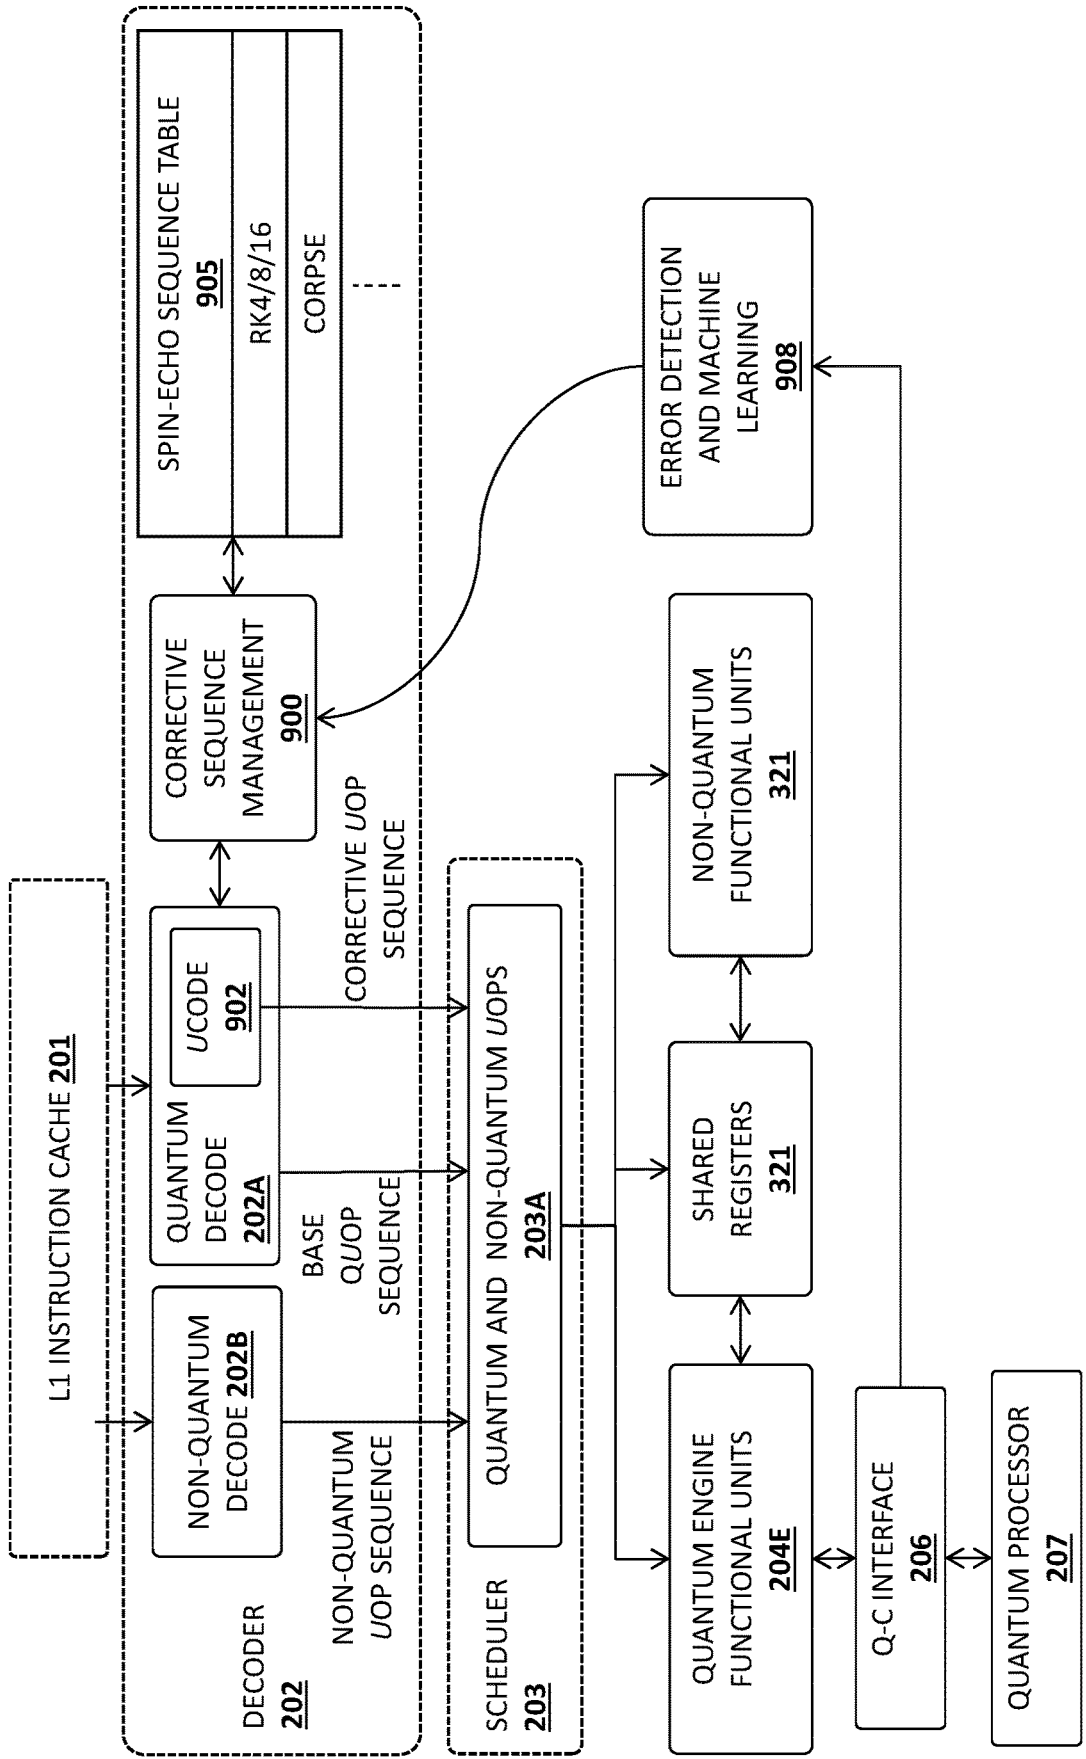 L1 INSTRUCTION CACHE 201
DECODER
202
NON-QUANTUM
DECODE 202B
QUANTUM
DECODE
202A
UCODE
902
CORRECTIVE
SEQUENCE
MANAGEMENT
900
SPIN-ECHO SEQUENCE TABLE
905
RK4/8/16
CORPSE
NON-QUANTUM
UOP SEQUENCE
BASE
QUOP
SEQUENCE
CORRECTIVE UOP
SEQUENCE
SCHEDULER
203
QUANTUM AND NON-QUANTUM UOPS
203A
QUANTUM ENGINE
FUNCTIONAL UNITS
204E
SHARED
REGISTERS
321
NON-QUANTUM
FUNCTIONAL UNITS
321
ERROR DETECTION
AND MACHINE
LEARNING
908
Q-C INTERFACE
206
QUANTUM PROCESSOR
207